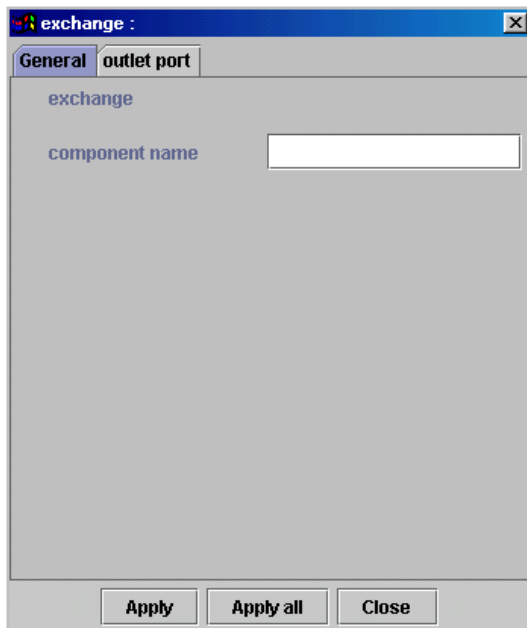 exchange :
General outlet port
exchange
component name
Apply Apply all Close